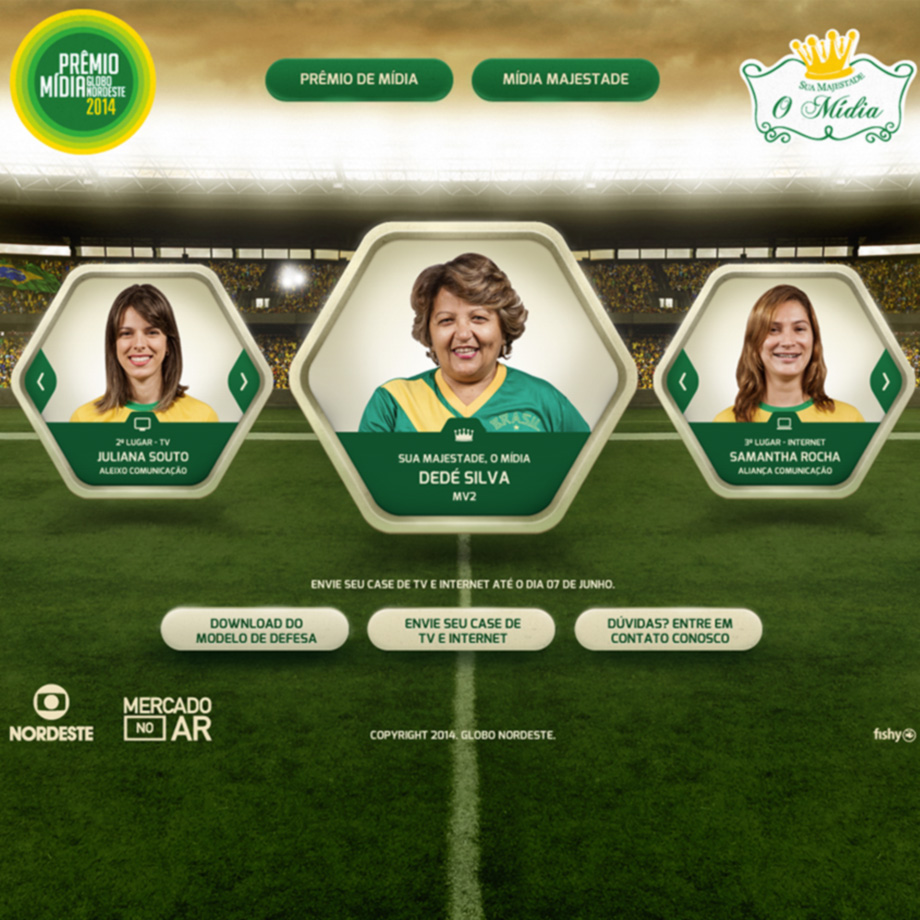 PRÊMIO
MÍDIA GLOBO
NORDESTE
2014
PRÊMIO DE MÍDIA
MÍDIA MAJESTADE
SUA MAJESTADE
O Mídia
BRASIL
2º LUGAR - TV
JULIANA SOUTO
ALEIXO COMUNICAÇÃO
SUA MAJESTADE, O MÍDIA
DEDÉ SILVA
MV2
3º LUGAR - INTERNET
SAMANTHA ROCHA
ALIANÇA COMUNICAÇÃO
ENVIE SEU CASE DE TV E INTERNET ATÉ O DIA 07 DE JUNHO.
DOWNLOAD DO
MODELO DE DEFESA
ENVIE SEU CASE DE
TV E INTERNET
DÚVIDAS? ENTRE EM
CONTATO CONOSCO
NORDESTE
MERCADO
NO AR
COPYRIGHT 2014. GLOBO NORDESTE.
fishy